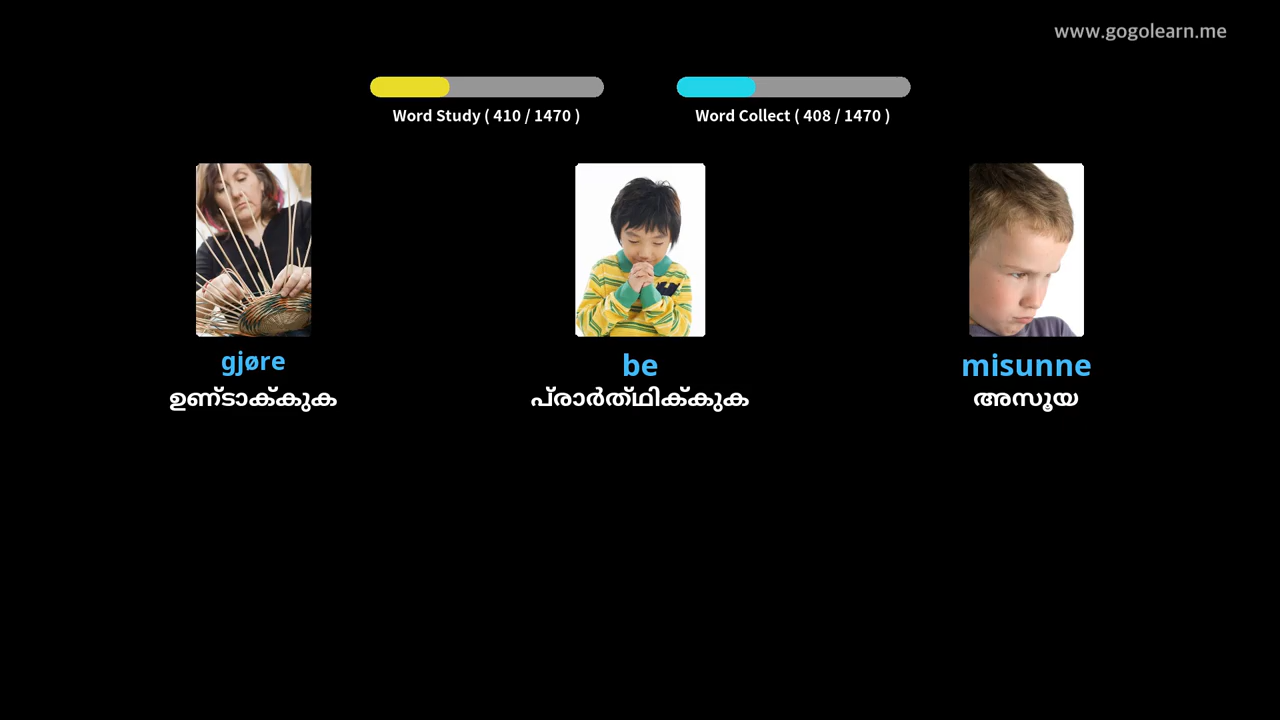 www.gogolearn.me
Word Study ( 410 / 1470 )
Word Collect ( 408 / 1470 )
gjøre
ഉണ്ടാക്കുക
be
പ്രാർത്ഥിക്കുക
misunne
അസൂയ